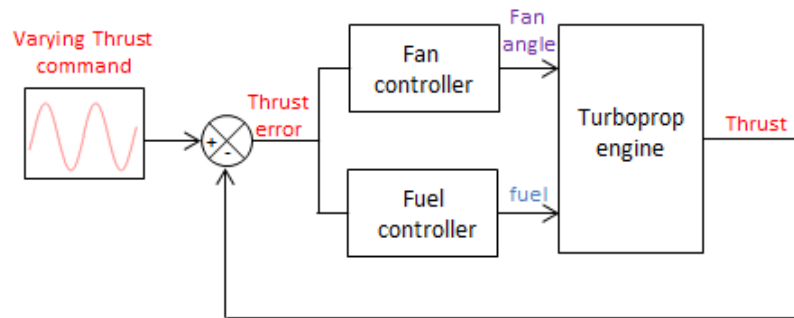 Varying Thrust
command
+
-
Thrust
error
Fan
controller
Fan
angle
Fuel
controller
fuel
Turboprop
engine
Thrust